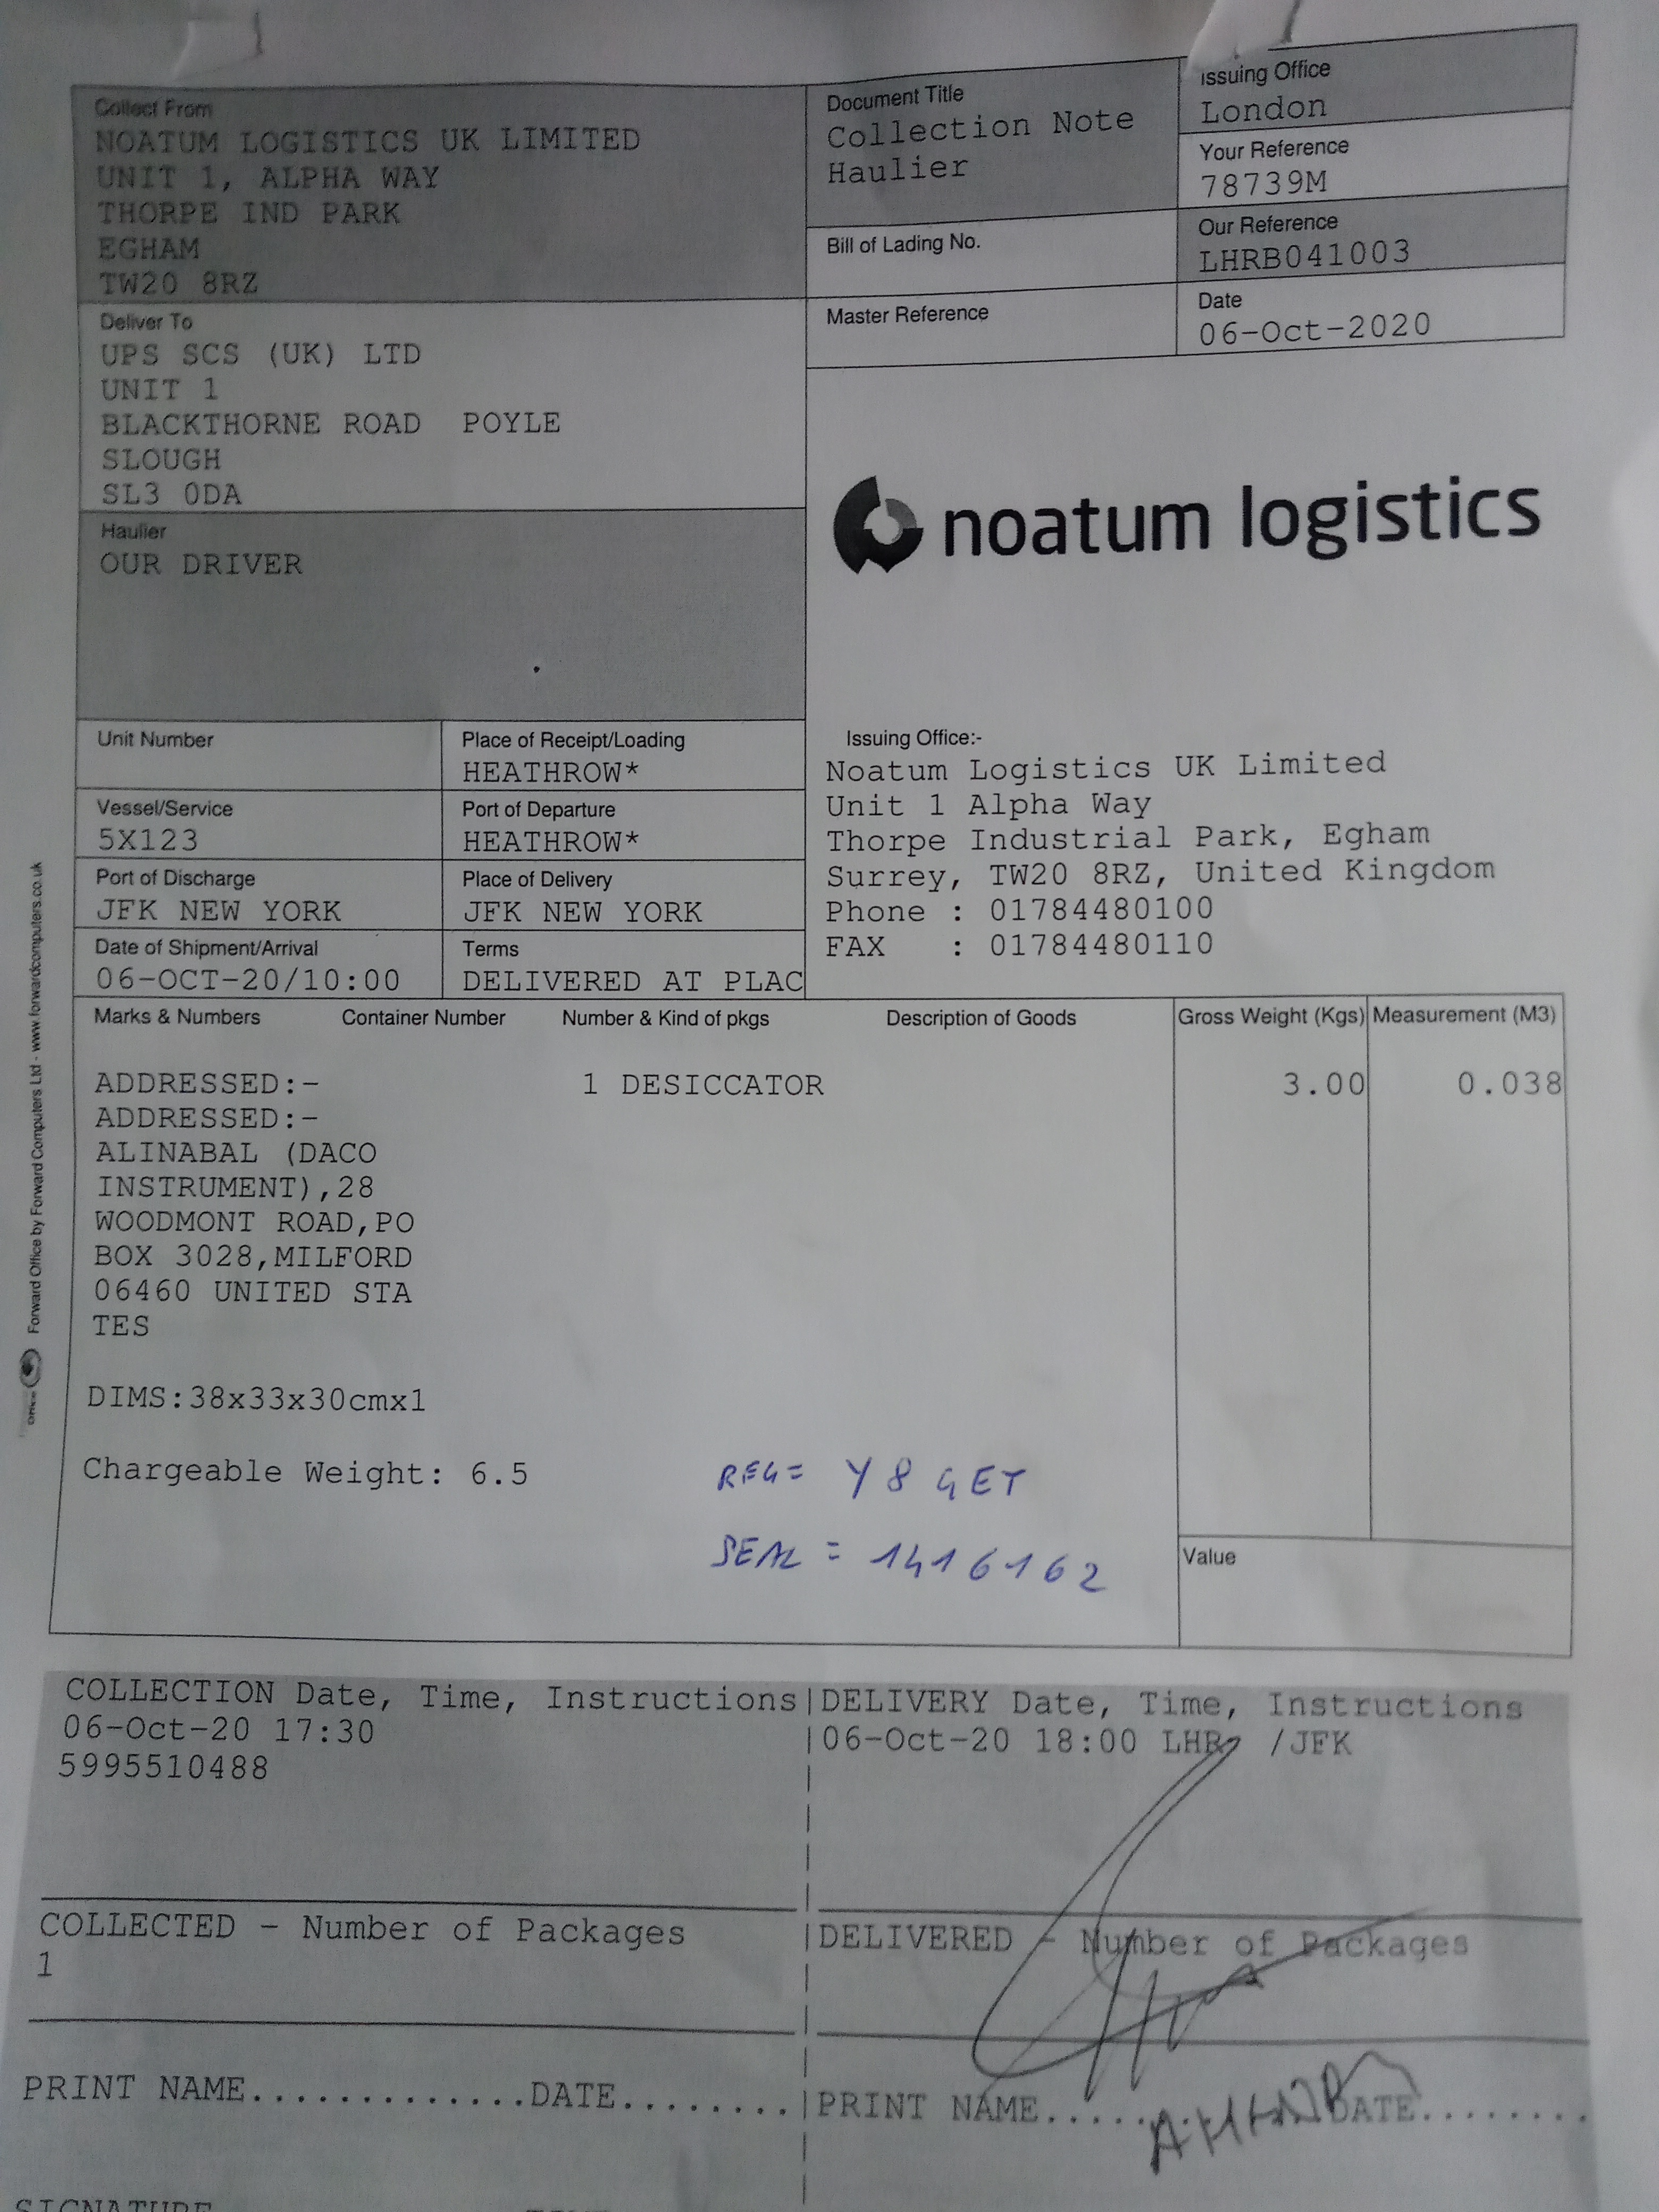 Collect From
NOATUM LOGISTICS UK LIMITED
UNIT 1, ALPHA WAY
THORPE IND PARK
EGHAM
TW20 8RZ
Document Title
Collection Note
Haulier
Issuing Office
London
Your Reference
78739M
Bill of Lading No.
Our Reference
LHRB041003
Master Reference
Date
06-Oct-2020
Deliver To
UPS SCS (UK) LTD
UNIT 1
BLACKTHORNE ROAD POYLE
SLOUGH
SL3 0DA
Haulier
OUR DRIVER
noatum logistics
Unit Number
Place of Receipt/Loading
HEATHROW*
Vessel/Service
5X123
Port of Departure
HEATHROW*
Port of Discharge
JFK NEW YORK
Place of Delivery
JFK NEW YORK
Date of Shipment/Arrival
06-OCT-20/10:00
Terms
DELIVERED AT PLAC
Issuing Office:-
Noatum Logistics UK Limited
Unit 1 Alpha Way
Thorpe Industrial Park, Egham
Surrey, TW20 8RZ, United Kingdom
Phone : 01784480100
FAX : 01784480110
Marks & Numbers Container Number Number & Kind of pkgs Description of Goods Gross Weight (Kgs) Measurement (M3)
ADDRESSED:- 1 DESICCATOR 3.00 0.038
ADDRESSED:-
ALINABAL (DACO
INSTRUMENT),28
WOODMONT ROAD,PO
BOX 3028,MILFORD
06460 UNITED STA
TES
DIMS:38x33x30cmx1
Chargeable Weight: 6.5
REG= Y8 GET
SEAL = 1416162
Value
Forward Office by Forward Computers Ltd - www.forwardcomputers.co.uk
COLLECTION Date, Time, Instructions
06-Oct-20 17:30
5995510488
DELIVERY Date, Time, Instructions
06-Oct-20 18:00 LHR /JFK
COLLECTED - Number of Packages
1
DELIVERED - Number of Packages
PRINT NAME.............DATE........
PRINT NAME..... DATE........
SIGNATURE